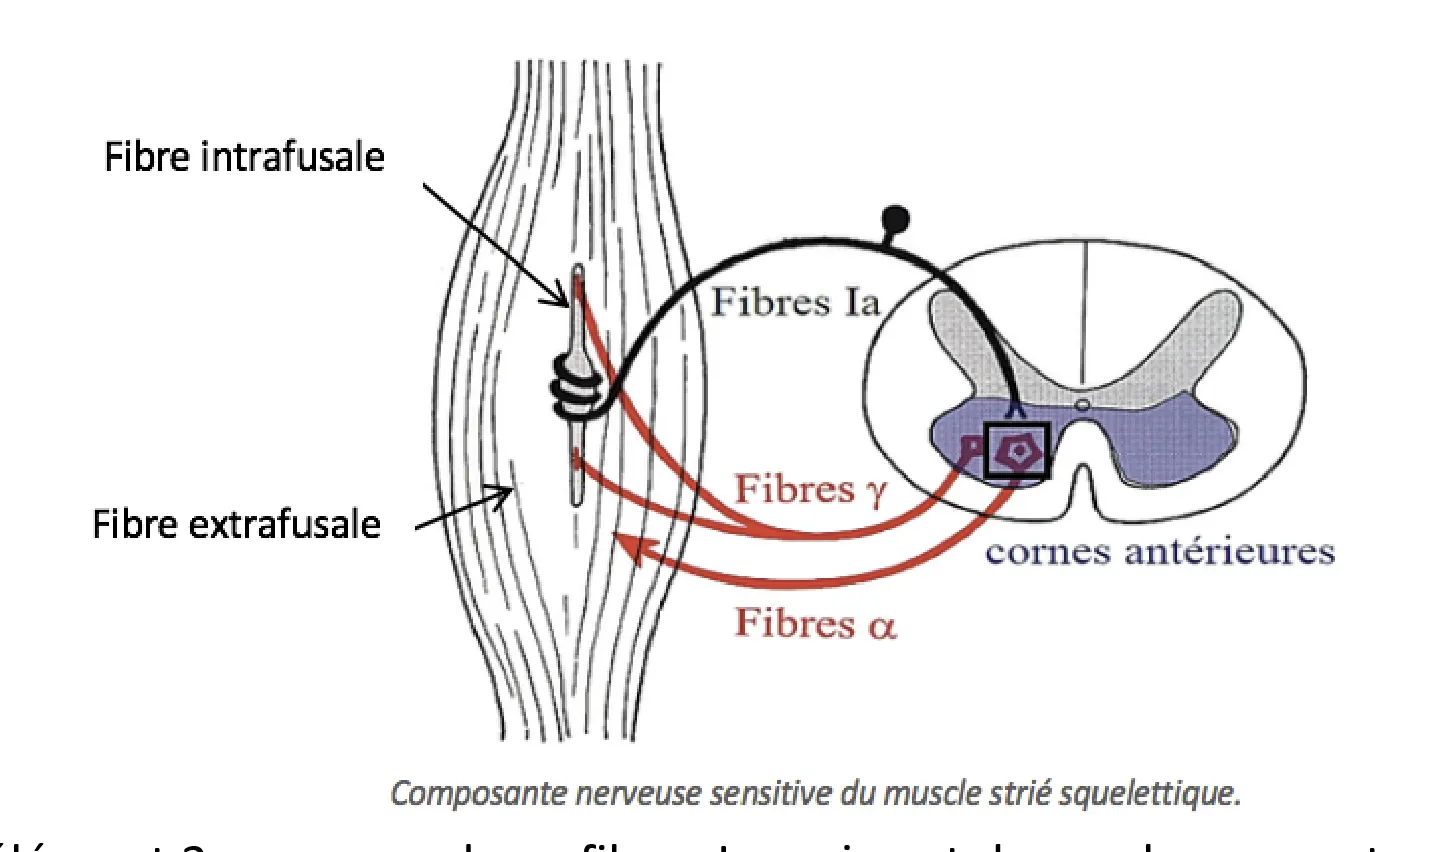 Fibre intrafusale
Fibres Ia
Fibres γ
Fibre extrafusale
cornes antérieures
Fibres α
Composante nerveuse sensitive du muscle strié squelettique.